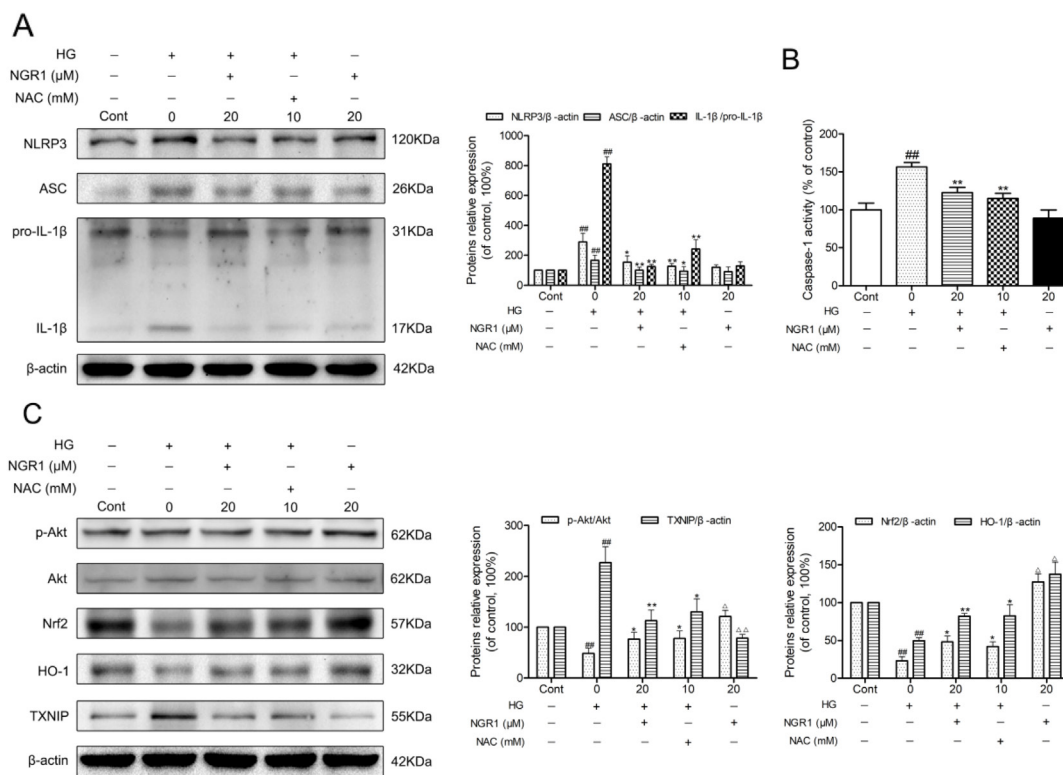 A
HG – + + + –
NGR1 (μM) – – + – +
NAC (mM) – – – + –
Cont 0 20 10 20
NLRP3 120KDa
ASC 26KDa
pro-IL-1β 31KDa
IL-1β 17KDa
β-actin 42KDa
NLRP3/β -actin ASC/β -actin IL-1β /pro-IL-1β
Proteins relative expression
(of control, 100%)
1000
800
600
400
200
0
## ## ##
* ** **
** * **
Cont 0 20 10 20
HG – + + + –
NGR1 (μM) – – + – +
NAC (mM) – – – + –
B
Caspase-1 activity (% of control)
200
150
100
50
0
##
**
**
Cont 0 20 10 20
HG – + + + –
NGR1 (μM) – – + – +
NAC (mM) – – – + –
C
HG – + + + –
NGR1 (μM) – – + – +
NAC (mM) – – – + –
Cont 0 20 10 20
p-Akt 62KDa
Akt 62KDa
Nrf2 57KDa
HO-1 32KDa
TXNIP 55KDa
β-actin 42KDa
p-Akt/Akt TXNIP/β -actin
Proteins relative expression
(of control, 100%)
300
200
100
0
## ##
* **
* *
△ △△
Cont 0 20 10 20
HG – + + + –
NGR1 (μM) – – + – +
NAC (mM) – – – + –
Nrf2/β -actin HO-1/β -actin
Proteins relative expression
(of control, 100%)
200
150
100
50
0
## ##
* **
* *
△ △
Cont 0 20 10 20
HG – + + + –
NGR1 (μM) – – + – +
NAC (mM) – – – + –